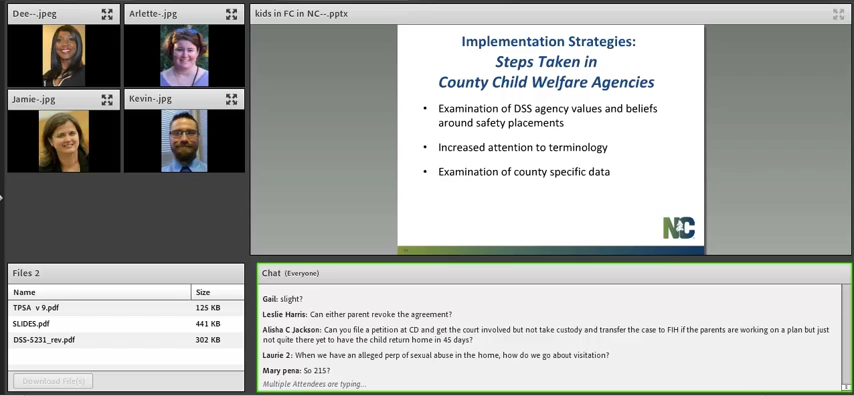 Dee--.jpeg
Arlette-.jpg
Jamie-.jpg
Kevin-.jpg
kids in FC in NC--.pptx
Implementation Strategies:
Steps Taken in
County Child Welfare Agencies
• Examination of DSS agency values and beliefs
around safety placements
• Increased attention to terminology
• Examination of county specific data
NC
Files 2
Name Size
TPSA v 9.pdf 125 KB
SLIDES.pdf 441 KB
DSS-5231_rev.pdf 302 KB
Download File(s)
Chat (Everyone)
Gail: slight?
Leslie Harris: Can either parent revoke the agreement?
Alisha C Jackson: Can you file a petition at CD and get the court involved but not take custody and transfer the case to FIH if the parents are working on a plan but just
not quite there yet to have the child return home in 45 days?
Laurie 2: When we have an alleged perp of sexual abuse in the home, how do we go about visitation?
Mary pena: So 215?
Multiple Attendees are typing...